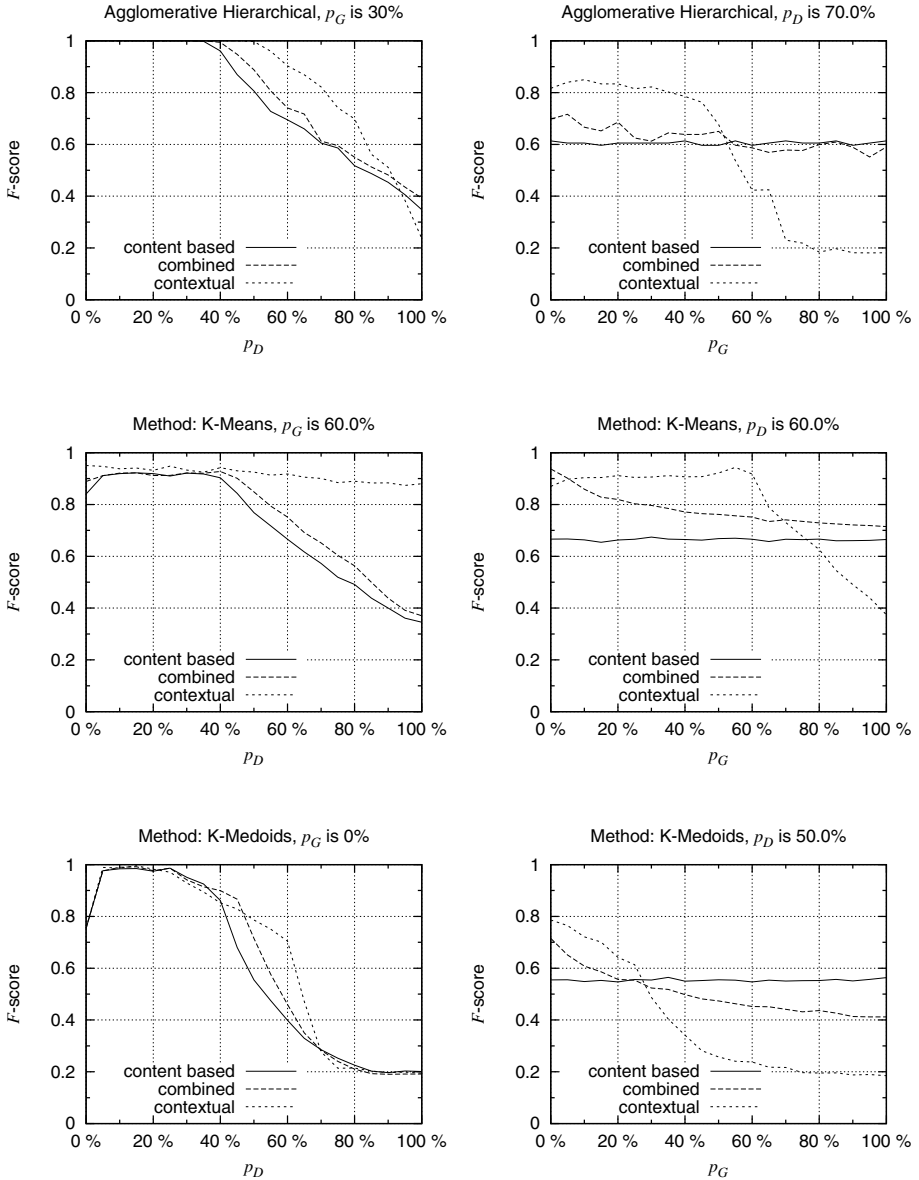 Agglomerative Hierarchical, p_G is 30%
F-score
1
0.8
0.6
0.4
0.2
0
content based
combined
contextual
0 % 20 % 40 % 60 % 80 % 100 %
p_D
Agglomerative Hierarchical, p_D is 70.0%
F-score
1
0.8
0.6
0.4
0.2
0
content based
combined
contextual
0 % 20 % 40 % 60 % 80 % 100 %
p_G
Method: K-Means, p_G is 60.0%
F-score
1
0.8
0.6
0.4
0.2
0
content based
combined
contextual
0 % 20 % 40 % 60 % 80 % 100 %
p_D
Method: K-Means, p_D is 60.0%
F-score
1
0.8
0.6
0.4
0.2
0
content based
combined
contextual
0 % 20 % 40 % 60 % 80 % 100 %
p_G
Method: K-Medoids, p_G is 0%
F-score
1
0.8
0.6
0.4
0.2
0
content based
combined
contextual
0 % 20 % 40 % 60 % 80 % 100 %
p_D
Method: K-Medoids, p_D is 50.0%
F-score
1
0.8
0.6
0.4
0.2
0
content based
combined
contextual
0 % 20 % 40 % 60 % 80 % 100 %
p_G